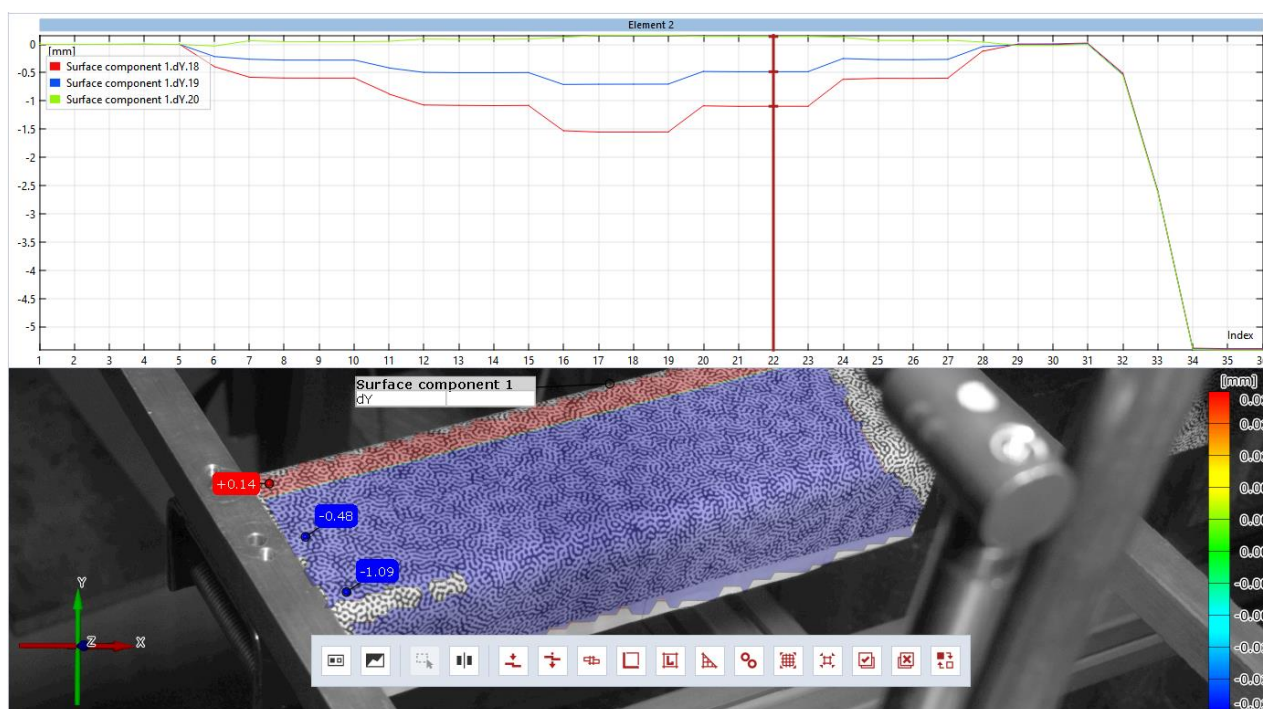 Element 2
[mm]
Surface component 1.dY.18
Surface component 1.dY.19
Surface component 1.dY.20
0
-0.5
-1
-1.5
-2
-2.5
-3
-3.5
-4
-4.5
-5
Index
1 2 3 4 5 6 7 8 9 10 11 12 13 14 15 16 17 18 19 20 21 22 23 24 25 26 27 28 29 30 31 32 33 34 35
Surface component 1
dY
[mm]
+0.14
-0.48
-1.09
Y
Z
X
L